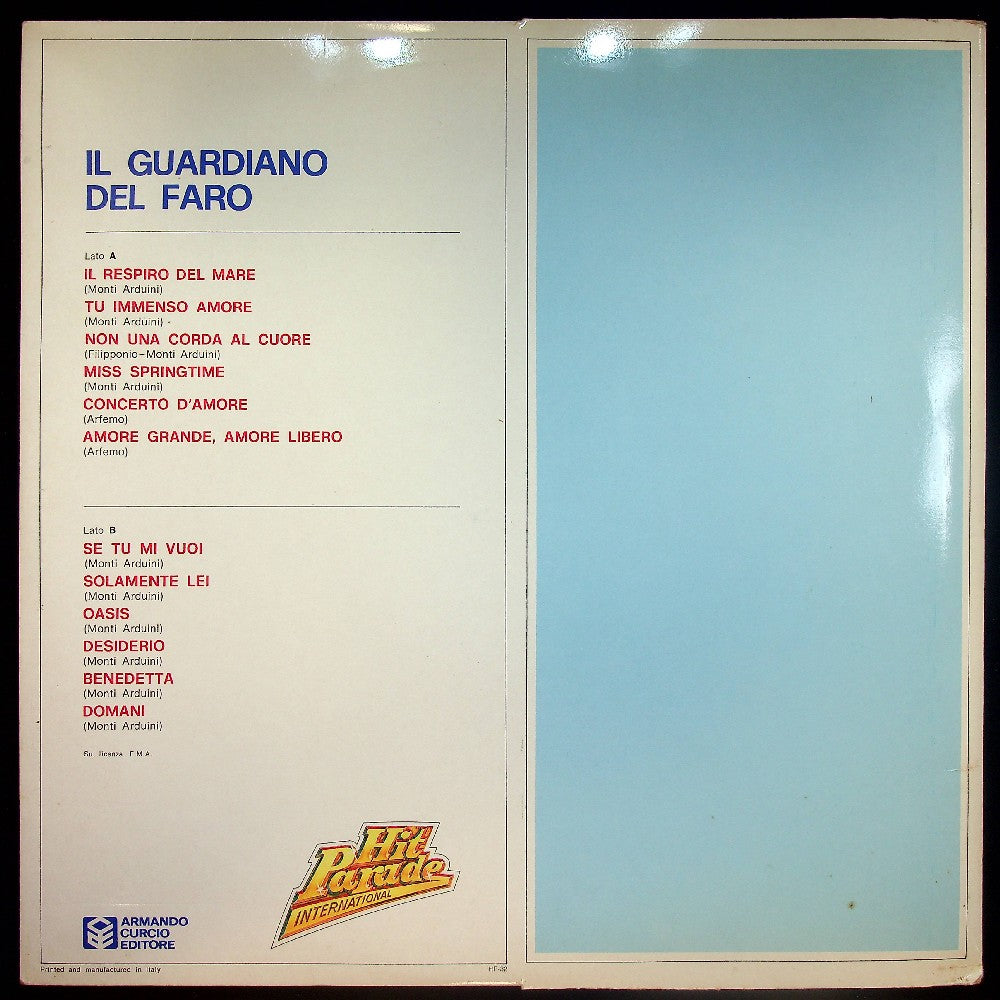 IL GUARDIANO
DEL FARO
Lato A
IL RESPIRO DEL MARE
(Monti Arduini)
TU IMMENSO AMORE
(Monti Arduini)
NON UNA CORDA AL CUORE
(Filipponio-Monti Arduini)
MISS SPRINGTIME
(Monti Arduini)
CONCERTO D'AMORE
(Arfemo)
AMORE GRANDE, AMORE LIBERO
(Arfemo)
Lato B
SE TU MI VUOI
(Monti Arduini)
SOLAMENTE LEI
(Monti Arduini)
OASIS
(Monti Arduini)
DESIDERIO
(Monti Arduini)
BENEDETTA
(Monti Arduini)
DOMANI
(Monti Arduini)
Su licenza F.M.A.
Hit
Parade
INTERNATIONAL
ARMANDO
CURCIO
EDITORE
Printed and manufactured in Italy